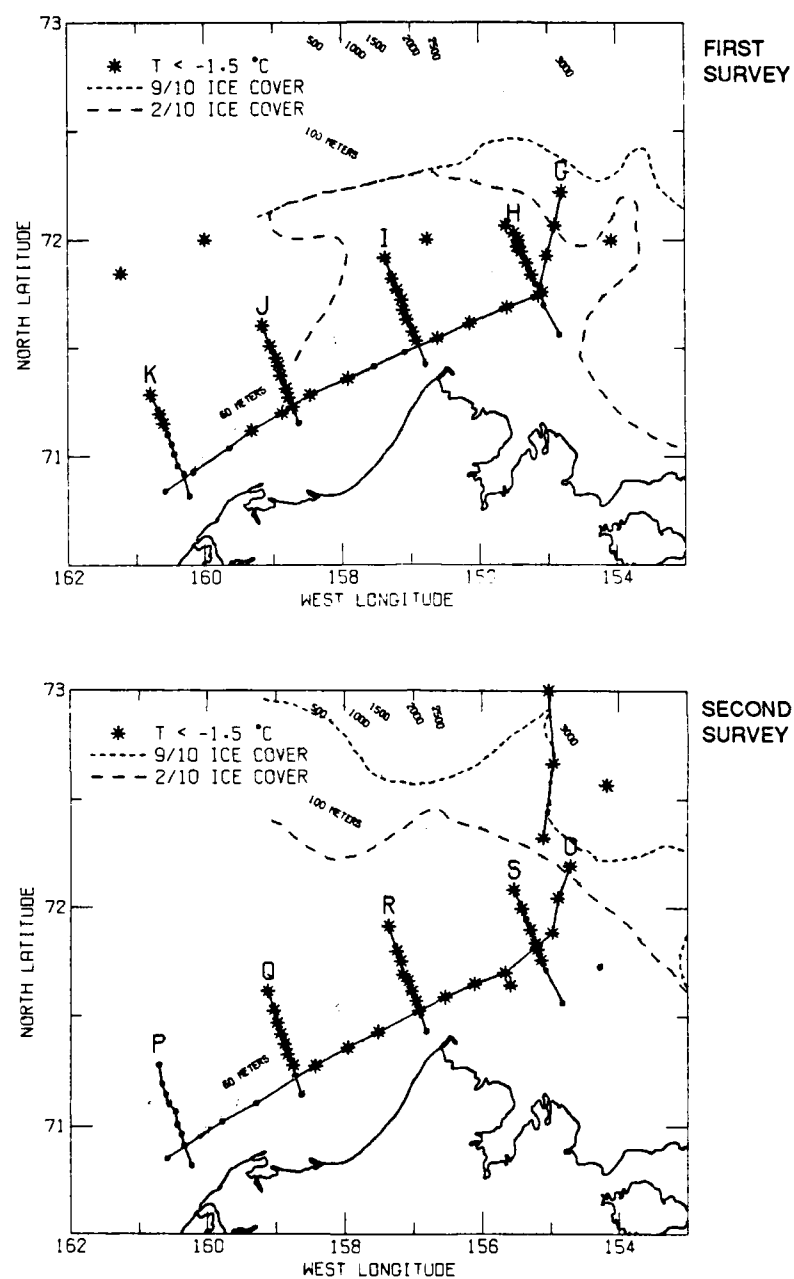 73
FIRST
SURVEY
500
1000
1500
2000
2500
3000
T < -1.5 °C
9/10 ICE COVER
2/10 ICE COVER
100 METERS
G
H
I
J
K
72
71
60 METERS
NORTH LATITUDE
162
160
158
154
WEST LONGITUDE
73
SECOND
SURVEY
500
1000
1500
2000
2500
3000
T < -1.5 °C
9/10 ICE COVER
2/10 ICE COVER
100 METERS
S
R
Q
P
72
71
60 METERS
NORTH LATITUDE
162
160
158
156
154
WEST LONGITUDE